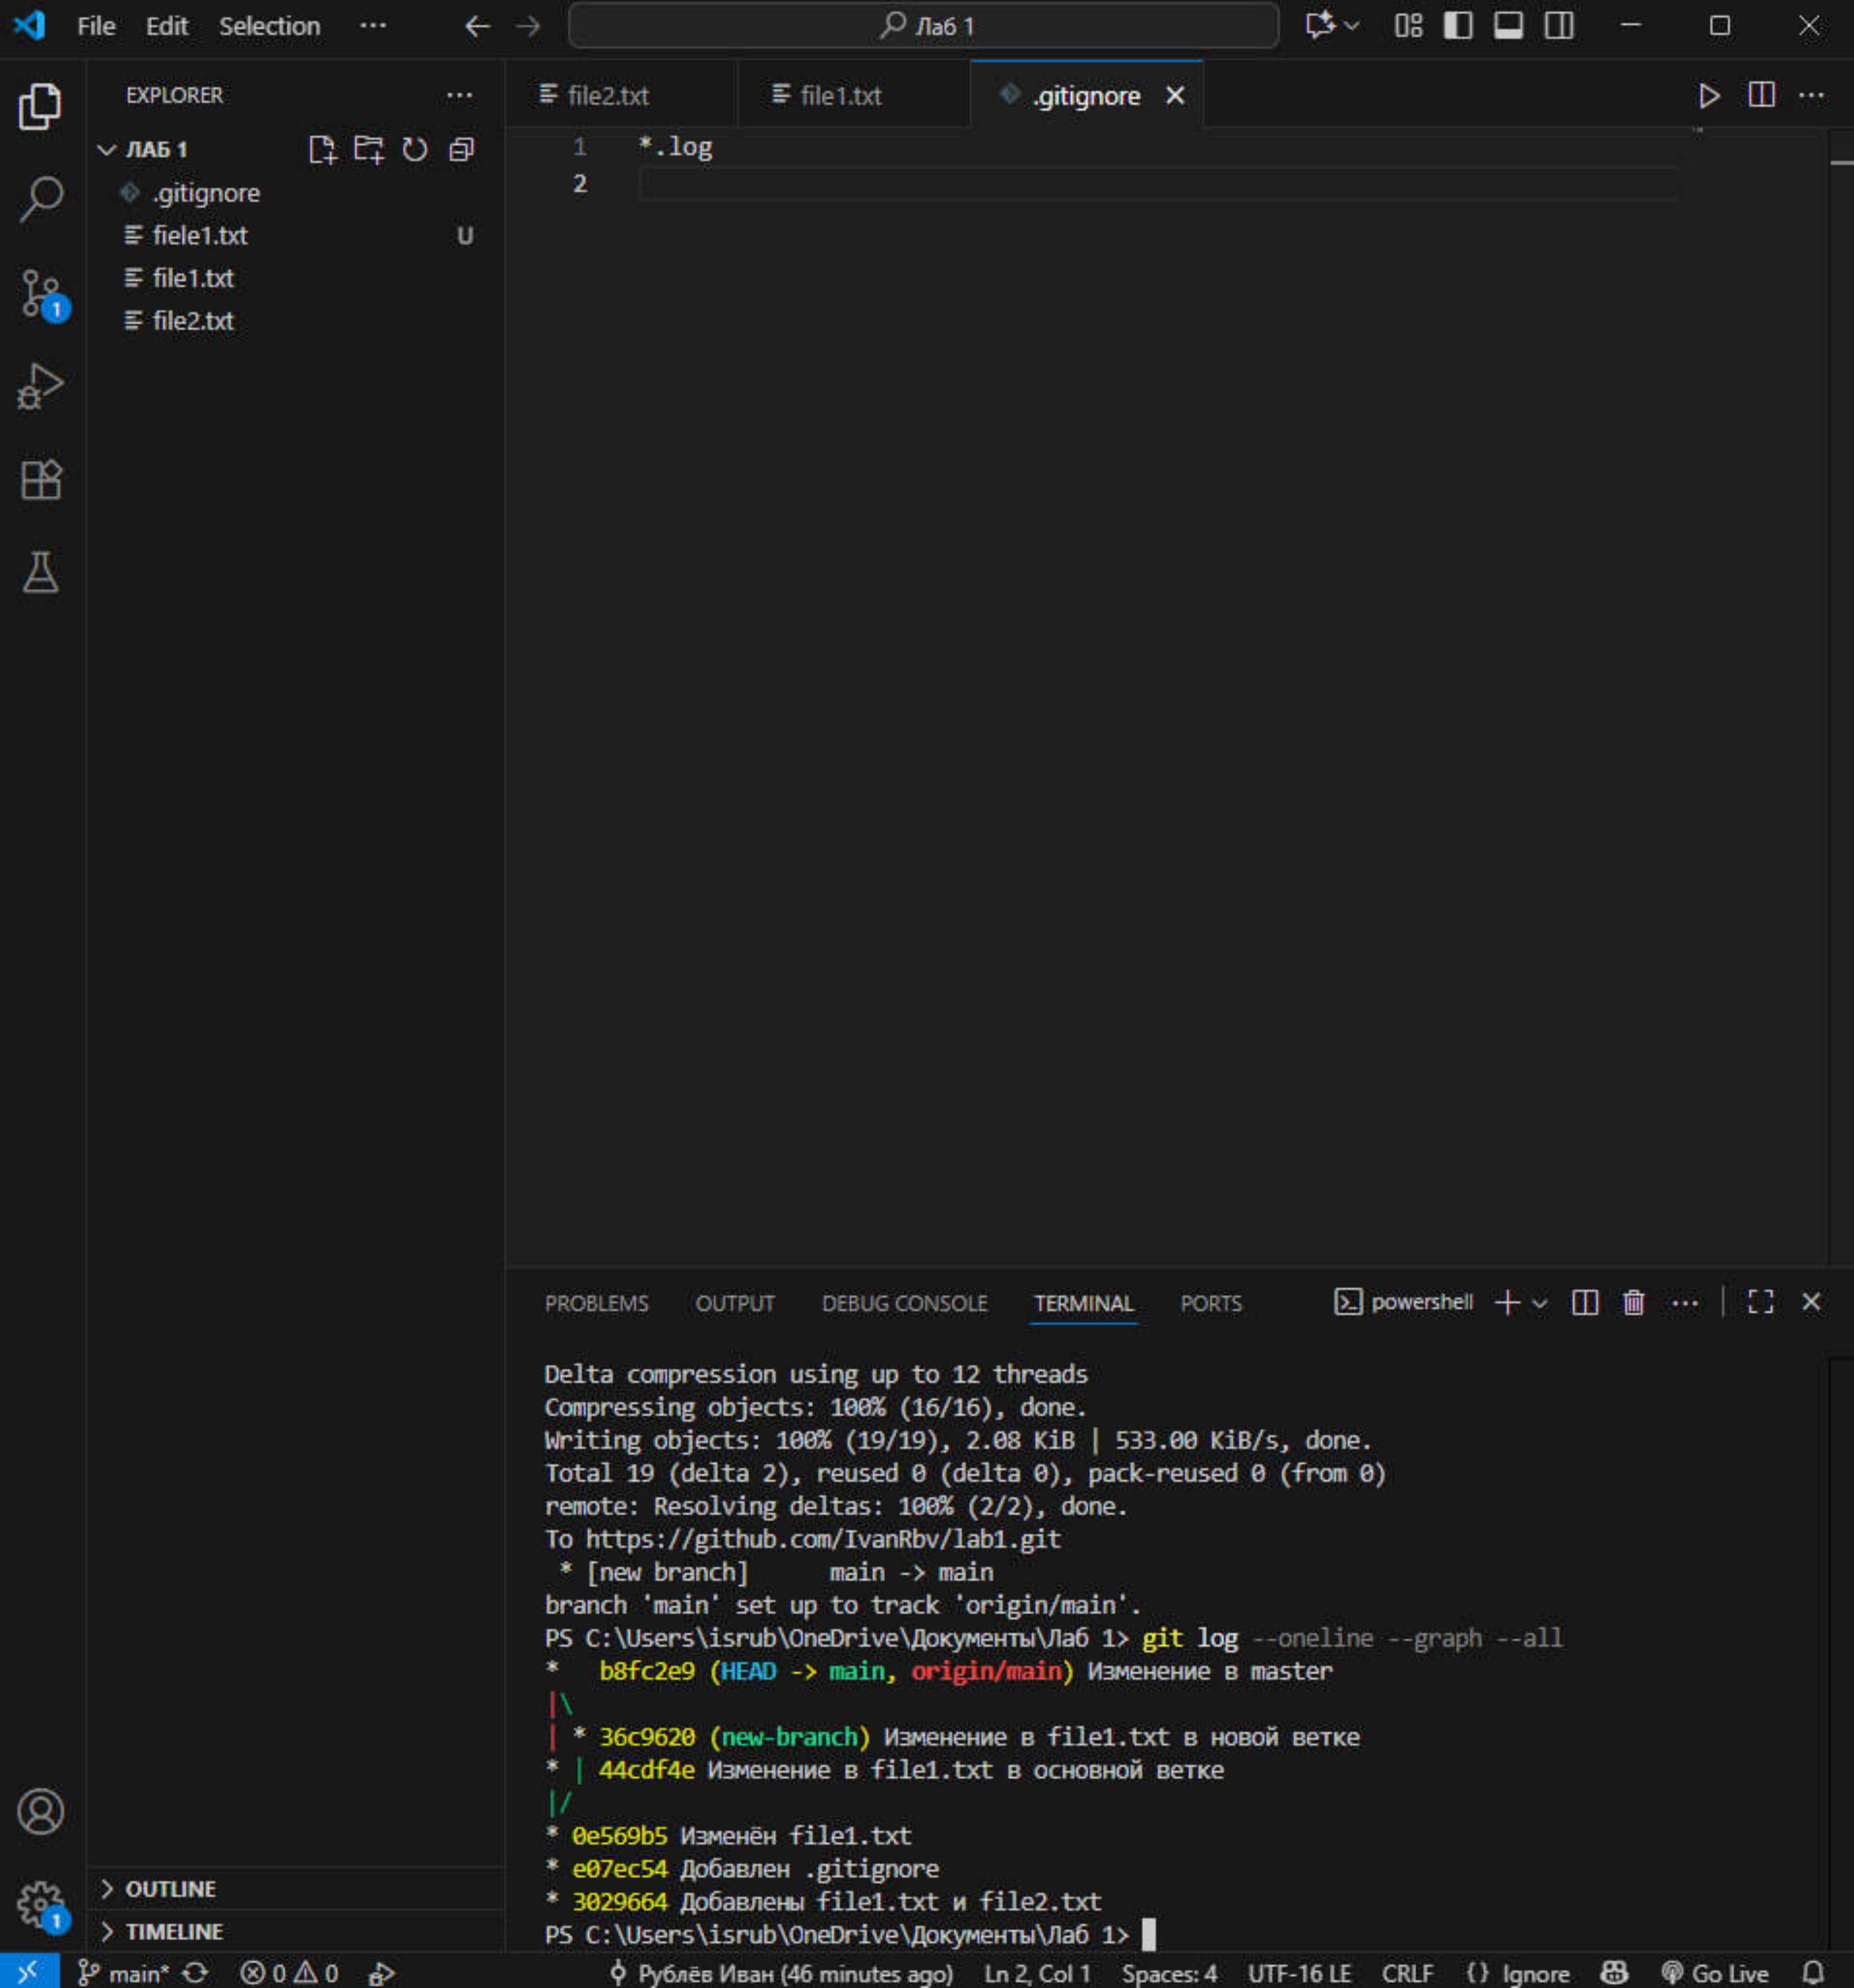 File Edit Selection ··· Лаб 1
EXPLORER ···
ЛАБ 1
.gitignore
fiele1.txt U
file1.txt
file2.txt
1
OUTLINE
TIMELINE
1
file2.txt file1.txt .gitignore
1 *.log
2
PROBLEMS OUTPUT DEBUG CONSOLE TERMINAL PORTS powershell
Delta compression using up to 12 threads
Compressing objects: 100% (16/16), done.
Writing objects: 100% (19/19), 2.08 KiB | 533.00 KiB/s, done.
Total 19 (delta 2), reused 0 (delta 0), pack-reused 0 (from 0)
remote: Resolving deltas: 100% (2/2), done.
To https://github.com/IvanRbv/lab1.git
 * [new branch]      main -> main
branch 'main' set up to track 'origin/main'.
PS C:\Users\isrub\OneDrive\Документы\Лаб 1> git log --oneline --graph --all
*   b8fc2e9 (HEAD -> main, origin/main) Изменение в master
|\
| * 36c9620 (new-branch) Изменение в file1.txt в новой ветке
* | 44cdf4e Изменение в file1.txt в основной ветке
|/
* 0e569b5 Изменён file1.txt
* e07ec54 Добавлен .gitignore
* 3029664 Добавлены file1.txt и file2.txt
PS C:\Users\isrub\OneDrive\Документы\Лаб 1>
main* 0 0 Рублёв Иван (46 minutes ago) Ln 2, Col 1 Spaces: 4 UTF-16 LE CRLF {} Ignore Go Live